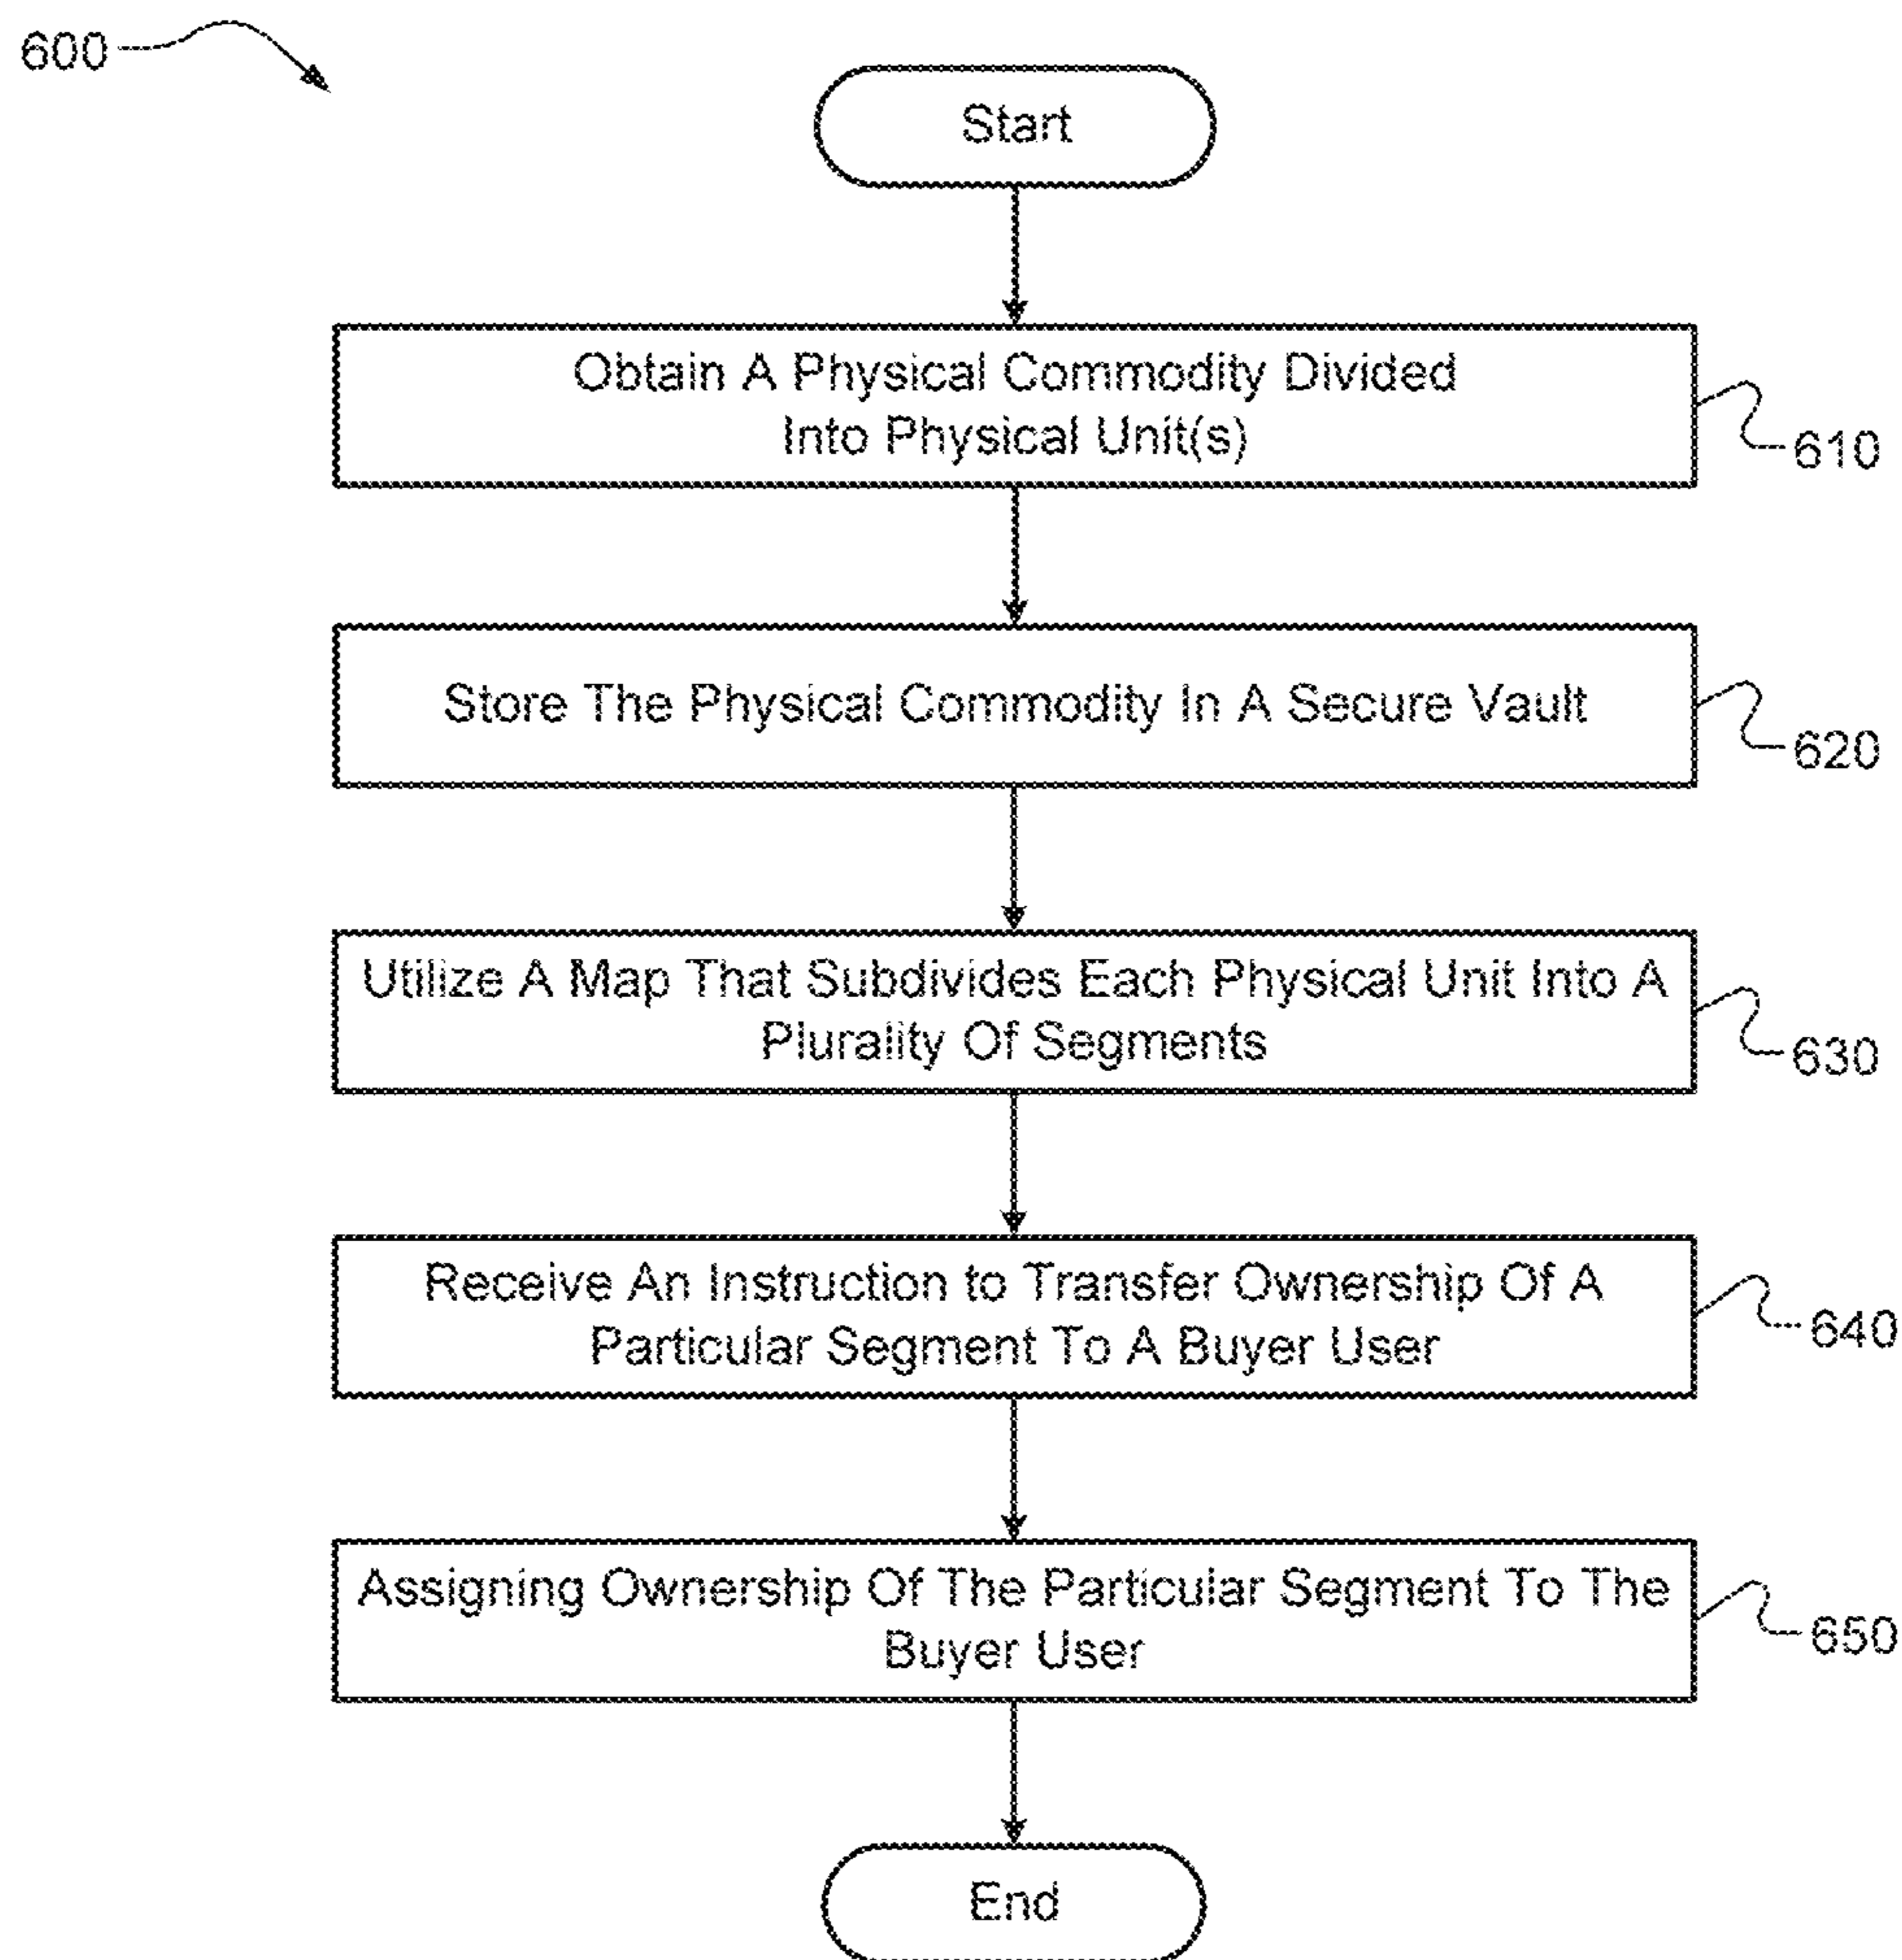 600
Start
Obtain A Physical Commodity Divided
Into Physical Unit(s)
610
Store The Physical Commodity In A Secure Vault
620
Utilize A Map That Subdivides Each Physical Unit Into A
Plurality Of Segments
630
Receive An Instruction to Transfer Ownership Of A
Particular Segment To A Buyer User
640
Assigning Ownership Of The Particular Segment To The
Buyer User
650
End